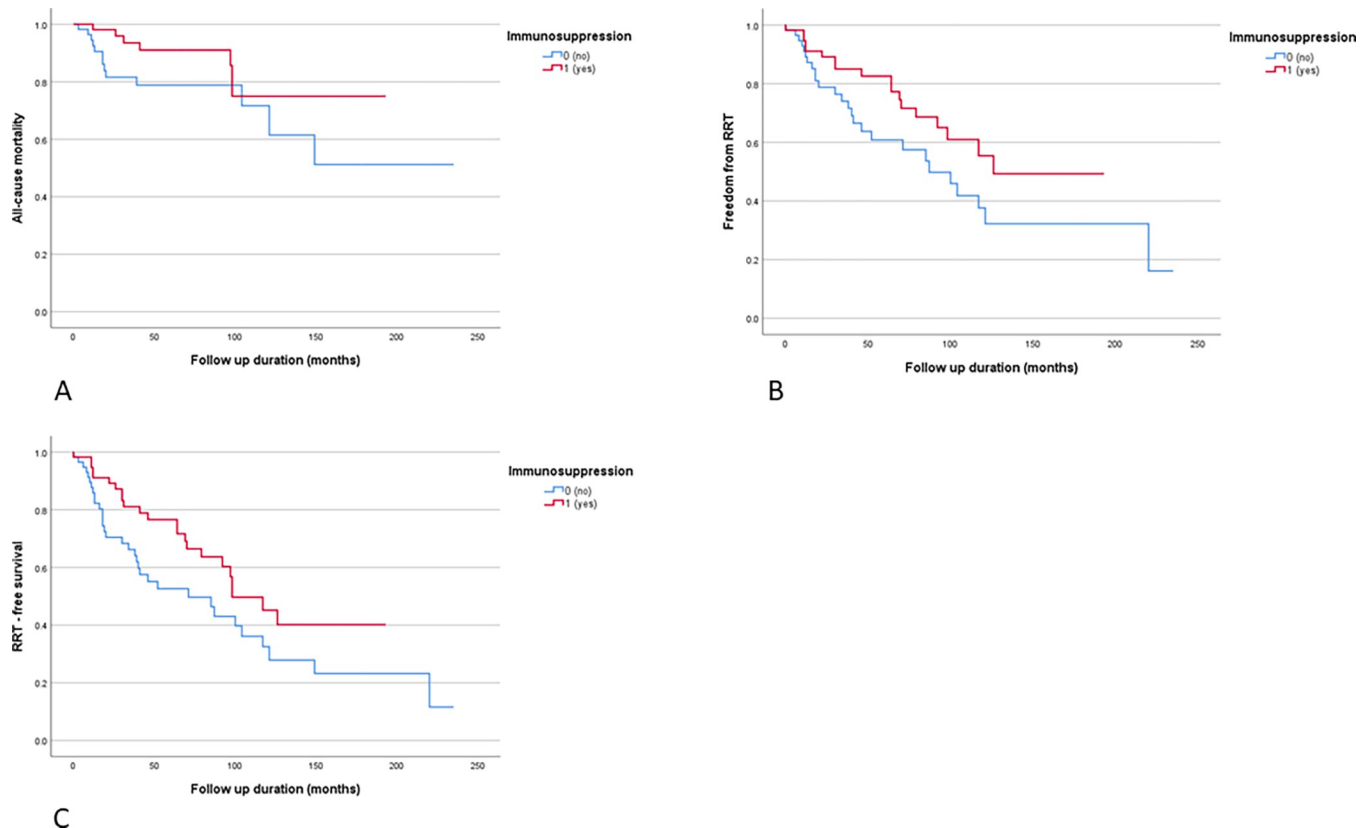 Immunosuppression
0 (no)
1 (yes)
All-cause mortality
1.0
0.8
0.6
0.4
0.2
0.0
0 50 100 150 200 250
Follow up duration (months)
A
Immunosuppression
0 (no)
1 (yes)
Freedom from RRT
1.0
0.8
0.6
0.4
0.2
0.0
0 50 100 150 200 250
Follow up duration (months)
B
Immunosuppression
0 (no)
1 (yes)
RRT - free survival
1.0
0.8
0.6
0.4
0.2
0.0
0 50 100 150 200 250
Follow up duration (months)
C